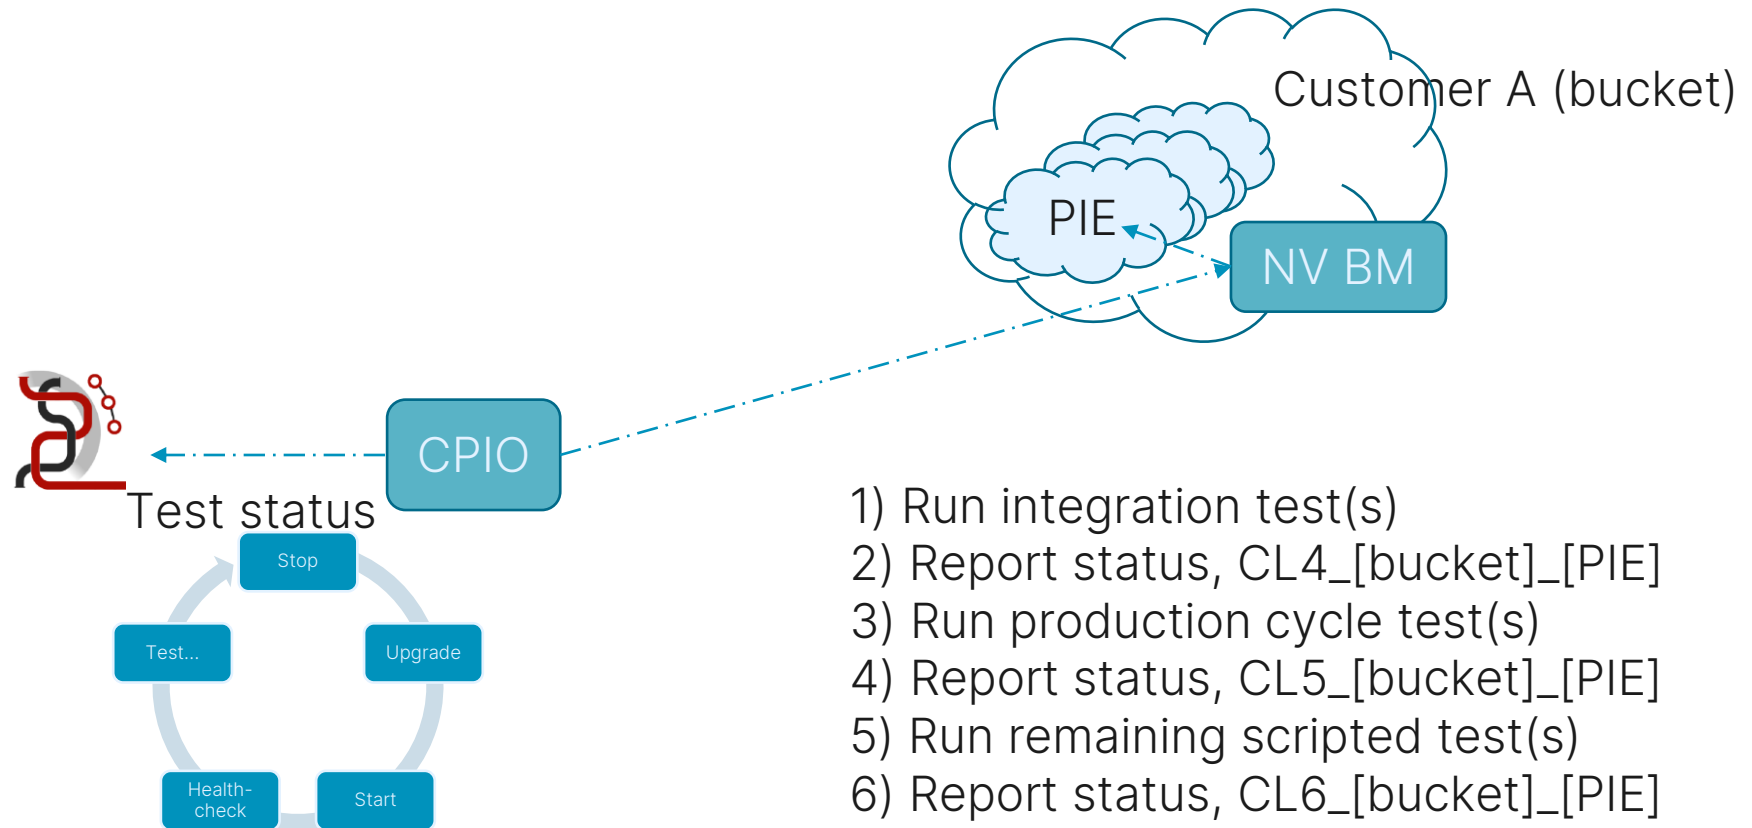 Customer A (bucket)
PIE
NV BM
CPIO
Test status
Stop
Upgrade
Start
Health-
check
Test...
1) Run integration test(s)
2) Report status, CL4_[bucket]_[PIE]
3) Run production cycle test(s)
4) Report status, CL5_[bucket]_[PIE]
5) Run remaining scripted test(s)
6) Report status, CL6_[bucket]_[PIE]